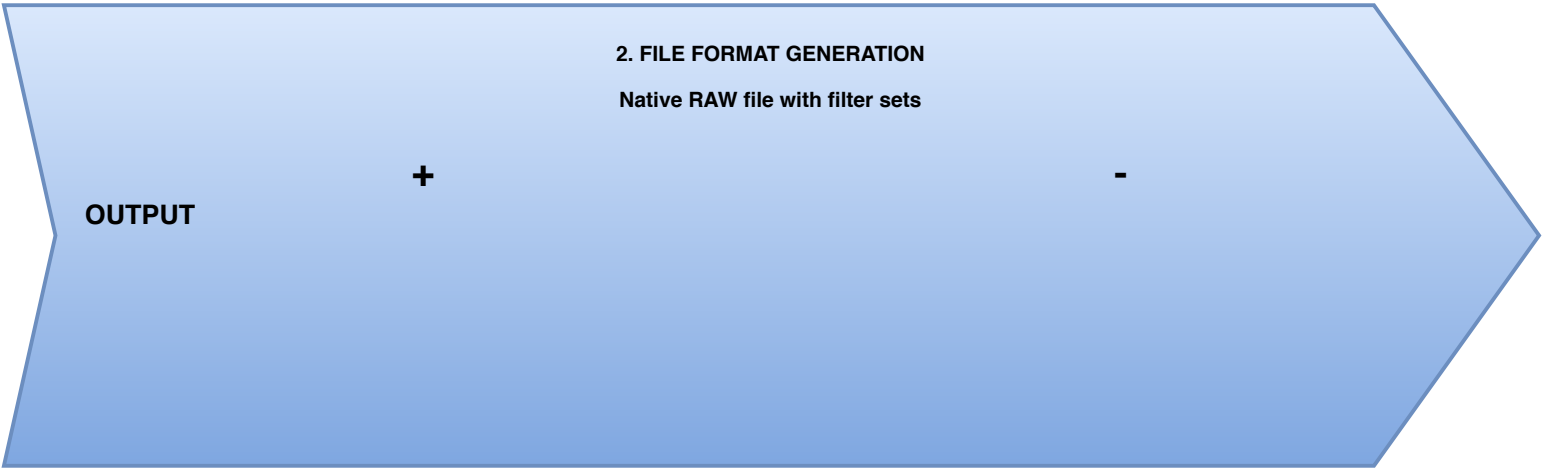 2. FILE FORMAT GENERATION
Native RAW file with filter sets
+ -
OUTPUT